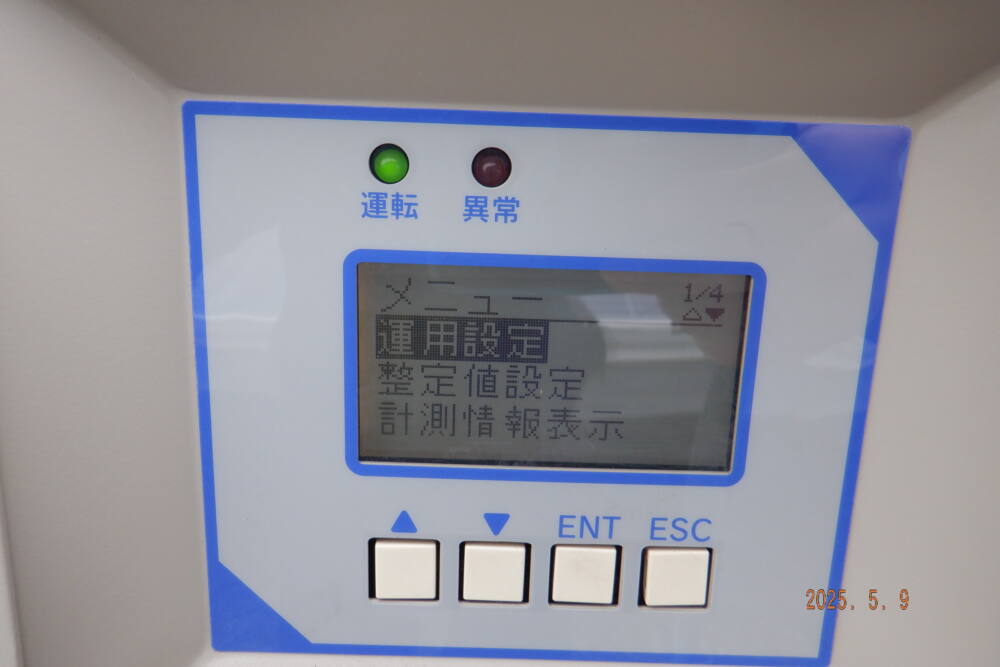 運転 異常
メニュー 1/4
△▼
運用設定
整定値設定
計測情報表示
▲ ▼ ENT ESC
2025. 5. 9